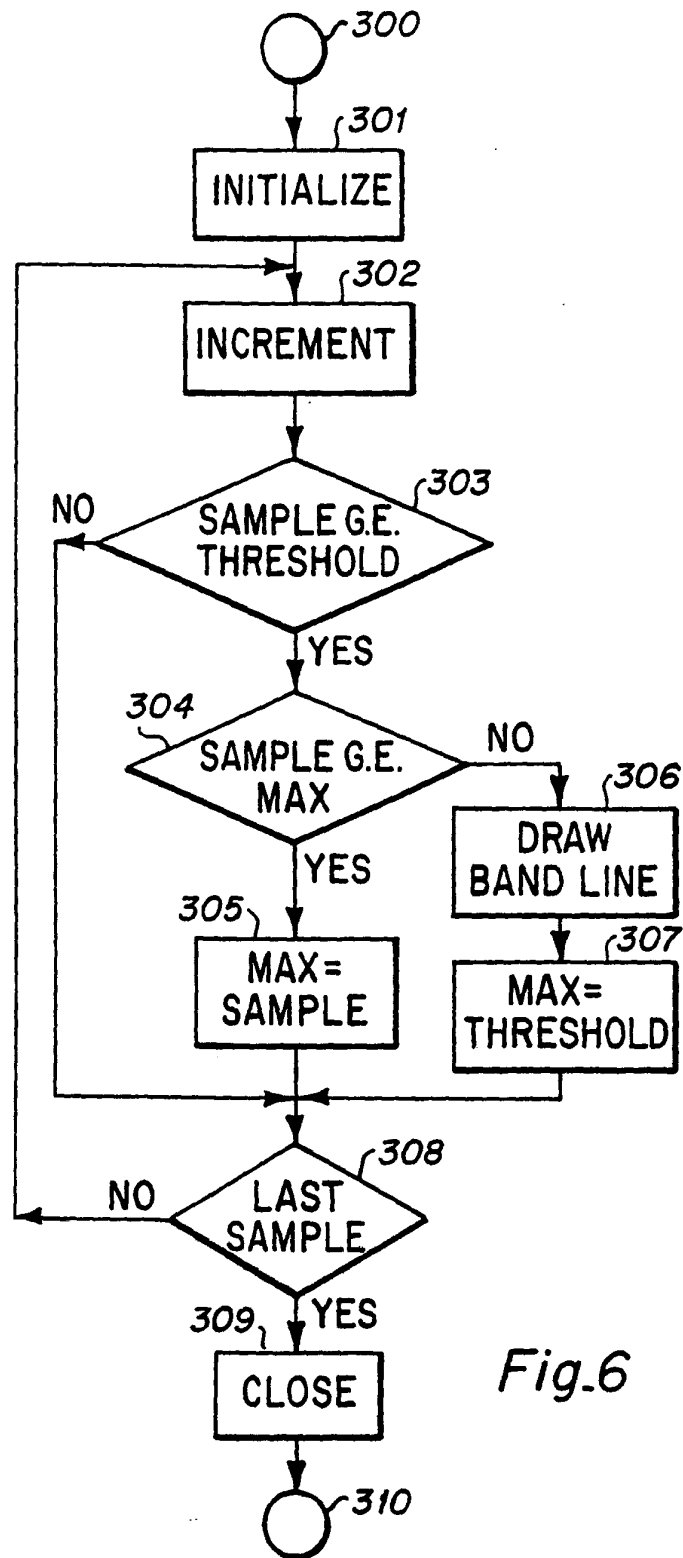 300
301
INITIALIZE
302
INCREMENT
303
NO
SAMPLE G.E.
THRESHOLD
YES
304
SAMPLE G.E.
MAX
NO
306
DRAW
BAND LINE
YES
305
MAX=
SAMPLE
307
MAX=
THRESHOLD
308
NO
LAST
SAMPLE
YES
309
CLOSE
Fig.6
310